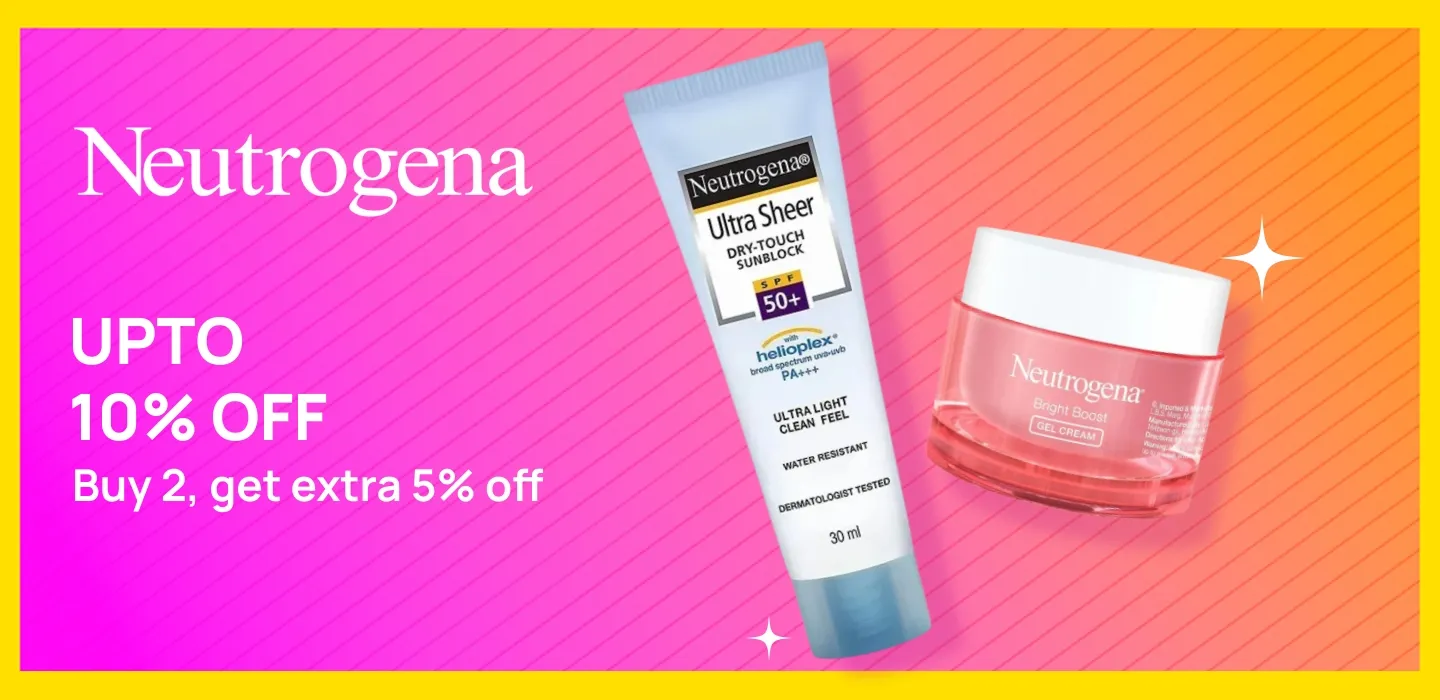 Neutrogena
UPTO
10% OFF
Buy 2, get extra 5% off
Neutrogena®
Ultra Sheer
DRY-TOUCH
SUNBLOCK
SPF
50+
with
helioplex®
broad spectrum uva•uvb
PA+++
ULTRA LIGHT
CLEAN FEEL
WATER RESISTANT
DERMATOLOGIST TESTED
30 ml
Neutrogena®
Bright Boost
GEL CREAM